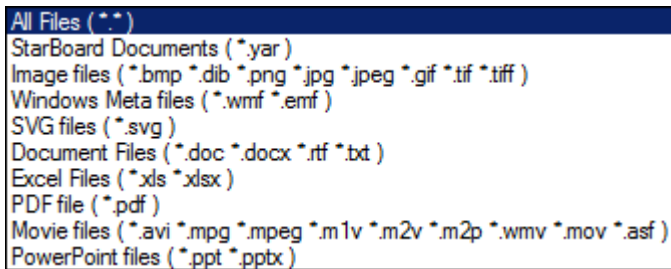 All Files ( *.* )
StarBoard Documents ( *.yar )
Image files ( *.bmp *.dib *.png *.jpg *.jpeg *.gif *.tif *.tiff )
Windows Meta files ( *.wmf *.emf )
SVG files ( *.svg )
Document Files ( *.doc *.docx *.rtf *.txt )
Excel Files ( *.xls *.xlsx )
PDF file ( *.pdf )
Movie files ( *.avi *.mpg *.mpeg *.m1v *.m2v *.m2p *.wmv *.mov *.asf )
PowerPoint files ( *.ppt *.pptx )